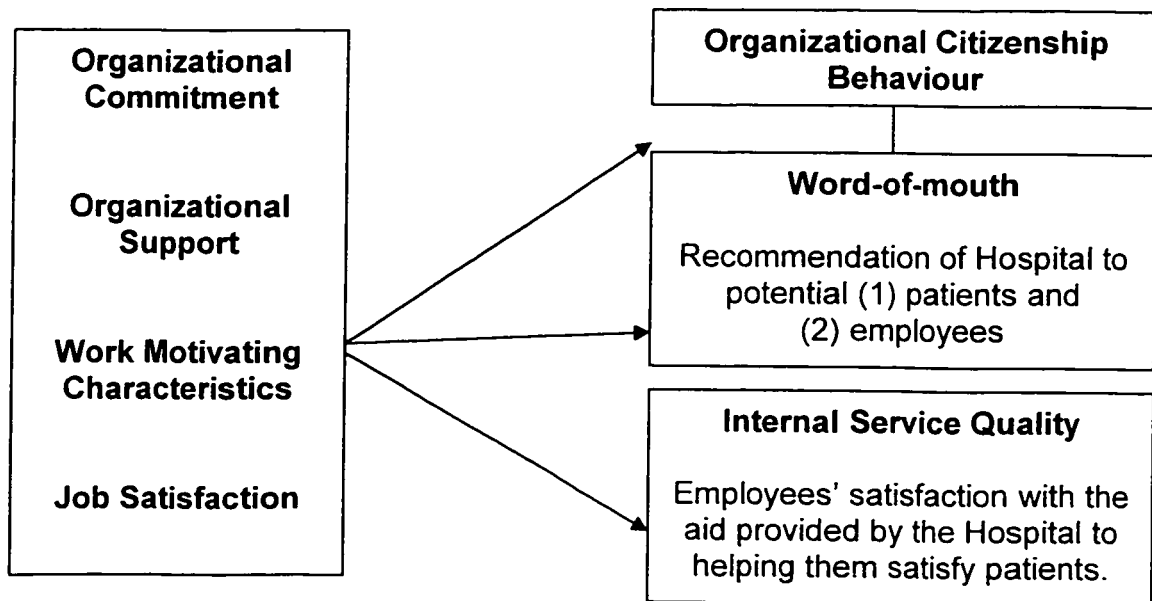 Organizational
Commitment
Organizational
Support
Work Motivating
Characteristics
Job Satisfaction
Organizational Citizenship
Behaviour
Word-of-mouth
Recommendation of Hospital to
potential (1) patients and
(2) employees
Internal Service Quality
Employees' satisfaction with the
aid provided by the Hospital to
helping them satisfy patients.